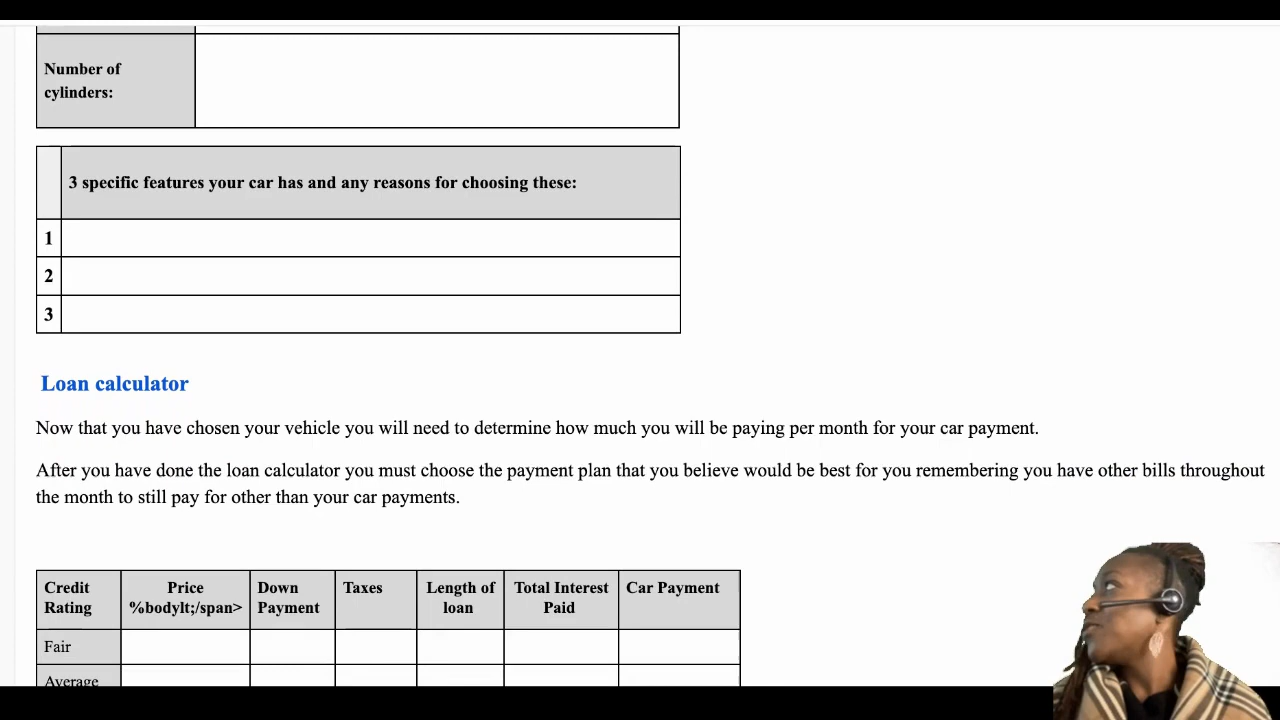 Number of
cylinders:
3 specific features your car has and any reasons for choosing these:
1
2
3
Loan calculator
Now that you have chosen your vehicle you will need to determine how much you will be paying per month for your car payment.
After you have done the loan calculator you must choose the payment plan that you believe would be best for you remembering you have other bills throughout
the month to still pay for other than your car payments.
Credit Rating
Price %bodylt;/span>
Down Payment
Taxes
Length of loan
Total Interest Paid
Car Payment
Fair
Average